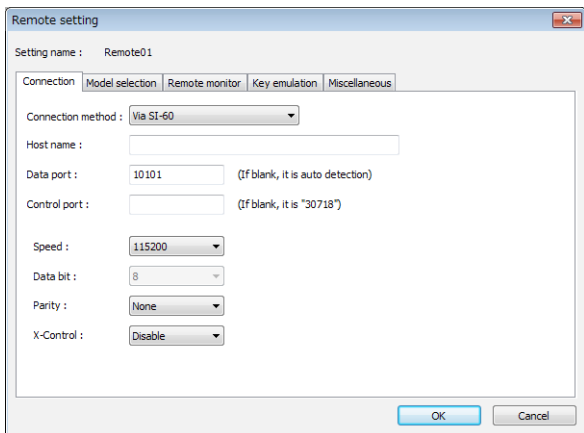 Remote setting
Setting name : Remote01
Connection Model selection Remote monitor Key emulation Miscellaneous
Connection method : Via SI-60
Host name :
Data port : 10101 (If blank, it is auto detection)
Control port : (If blank, it is "30718")
Speed : 115200
Data bit : 8
Parity : None
X-Control : Disable
OK Cancel